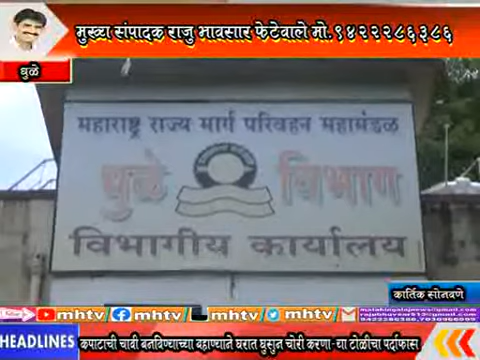 मुख्य संपादक राजु भावसार फेटेवाले मो.९४२२२८६३८६
धुळे
महाराष्ट्र राज्य मार्ग परिवहन महामंडळ
धुळे विभाग
विभागीय कार्यालय
कार्तिक सोनवणे
mhtv mhtv mhtv mhtv
HEADLINES
कपाटाची चावी बनविण्याच्या बहाण्याने घरात घुसुन चोरी करणा-या टोळीचा पर्दाफास